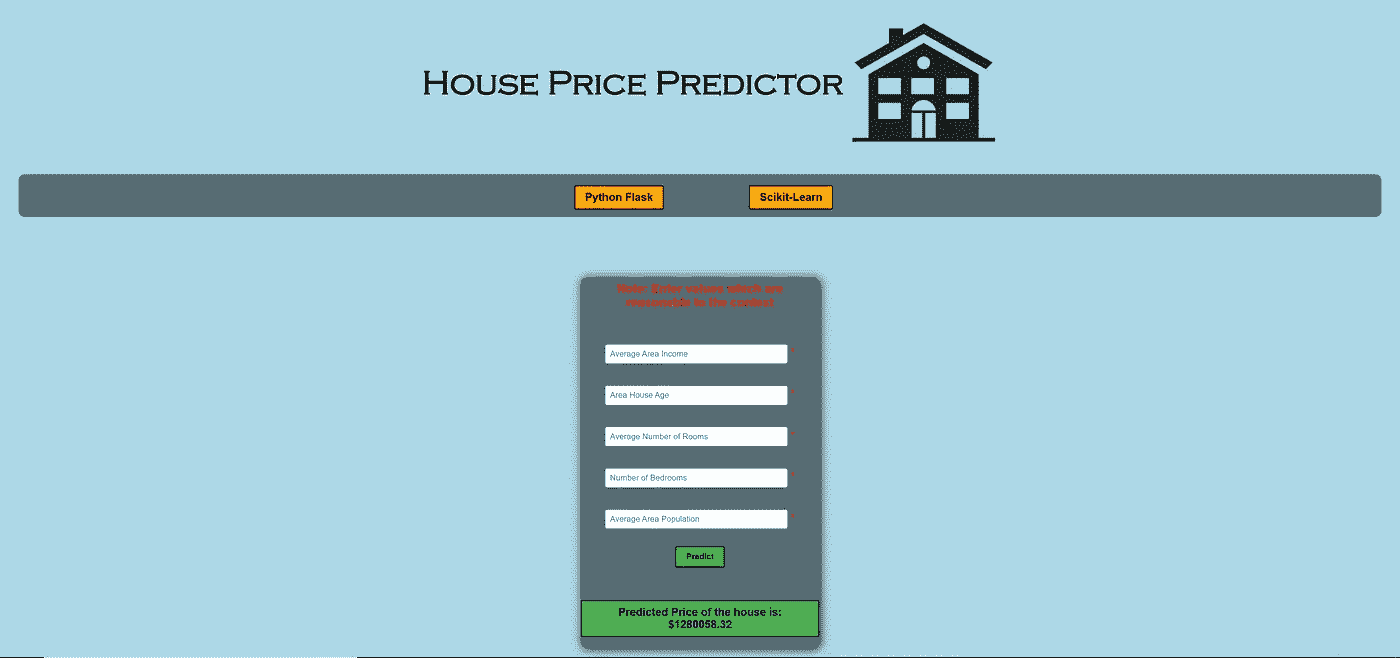 House Price Predictor
Python Flask
Scikit-Learn
Note: Enter values which are
reasonable to the context
Average Area Income *
Area House Age *
Average Number of Rooms *
Number of Bedrooms *
Average Area Population *
Predict
Predicted Price of the house is:
$1280058.32